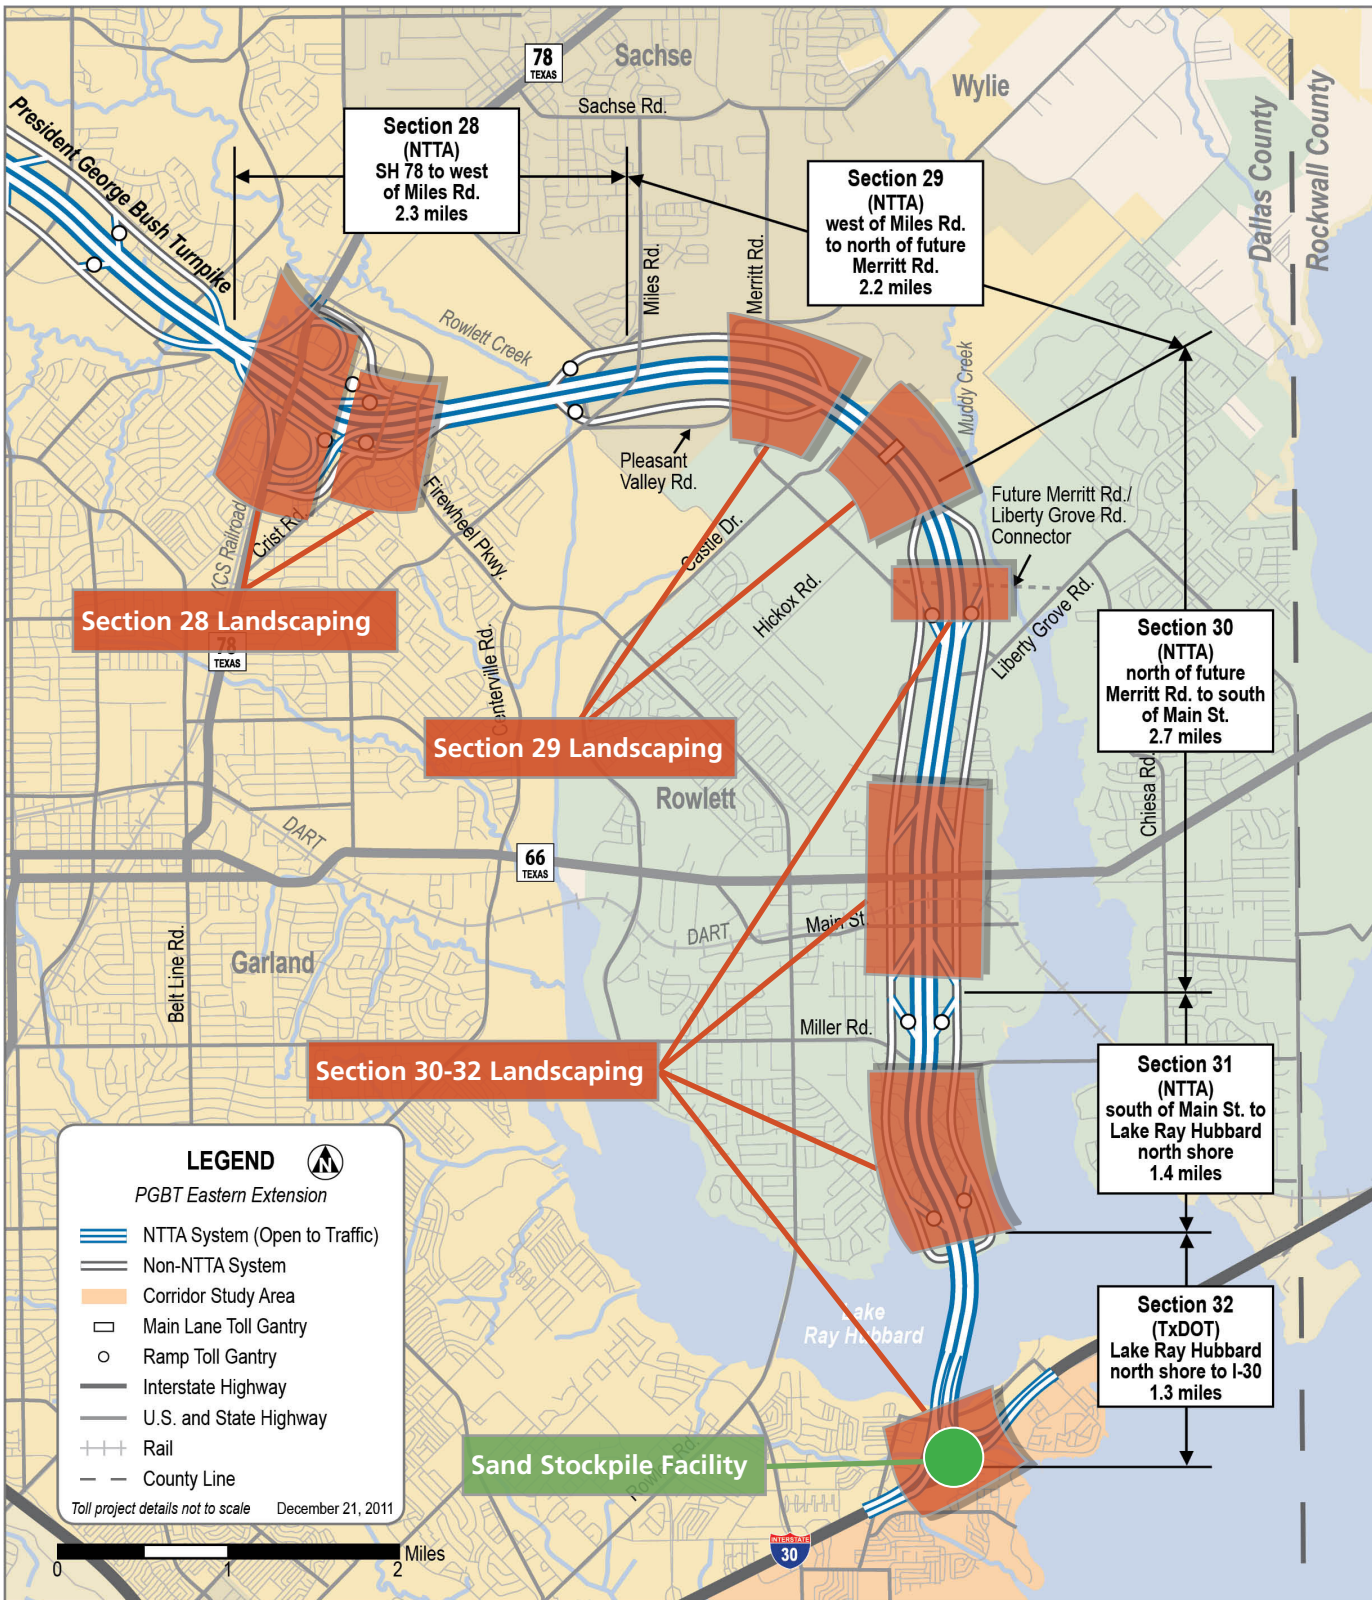 78
TEXAS
Sachse
Sachse Rd.
Wylie
Dallas County
Rockwall County
President George Bush Turnpike
Section 28
(NTTA)
SH 78 to west
of Miles Rd.
2.3 miles
Section 29
(NTTA)
west of Miles Rd.
to north of future
Merritt Rd.
2.2 miles
Miles Rd.
Merritt Rd.
Rowlett Creek
Muddy Creek
Pleasant
Valley Rd.
Future Merritt Rd./
Liberty Grove Rd.
Connector
KCS Railroad
Crist Rd.
Firewheel Pkwy.
Castle Dr.
Hickox Rd.
Liberty Grove Rd.
Section 28 Landscaping
78
TEXAS
Centerville Rd.
Section 30
(NTTA)
north of future
Merritt Rd. to south
of Main St.
2.7 miles
Section 29 Landscaping
Rowlett
Chiesa Rd.
DART
66
TEXAS
Main St.
DART
Garland
Belt Line Rd.
Miller Rd.
Section 30-32 Landscaping
Section 31
(NTTA)
south of Main St. to
Lake Ray Hubbard
north shore
1.4 miles
Lake
Ray Hubbard
Section 32
(TxDOT)
Lake Ray Hubbard
north shore to I-30
1.3 miles
LEGEND
N
PGBT Eastern Extension
NTTA System (Open to Traffic)
Non-NTTA System
Corridor Study Area
Main Lane Toll Gantry
Ramp Toll Gantry
Interstate Highway
U.S. and State Highway
Rail
County Line
Toll project details not to scale December 21, 2011
Sand Stockpile Facility
INTERSTATE
30
Miles
0 1 2